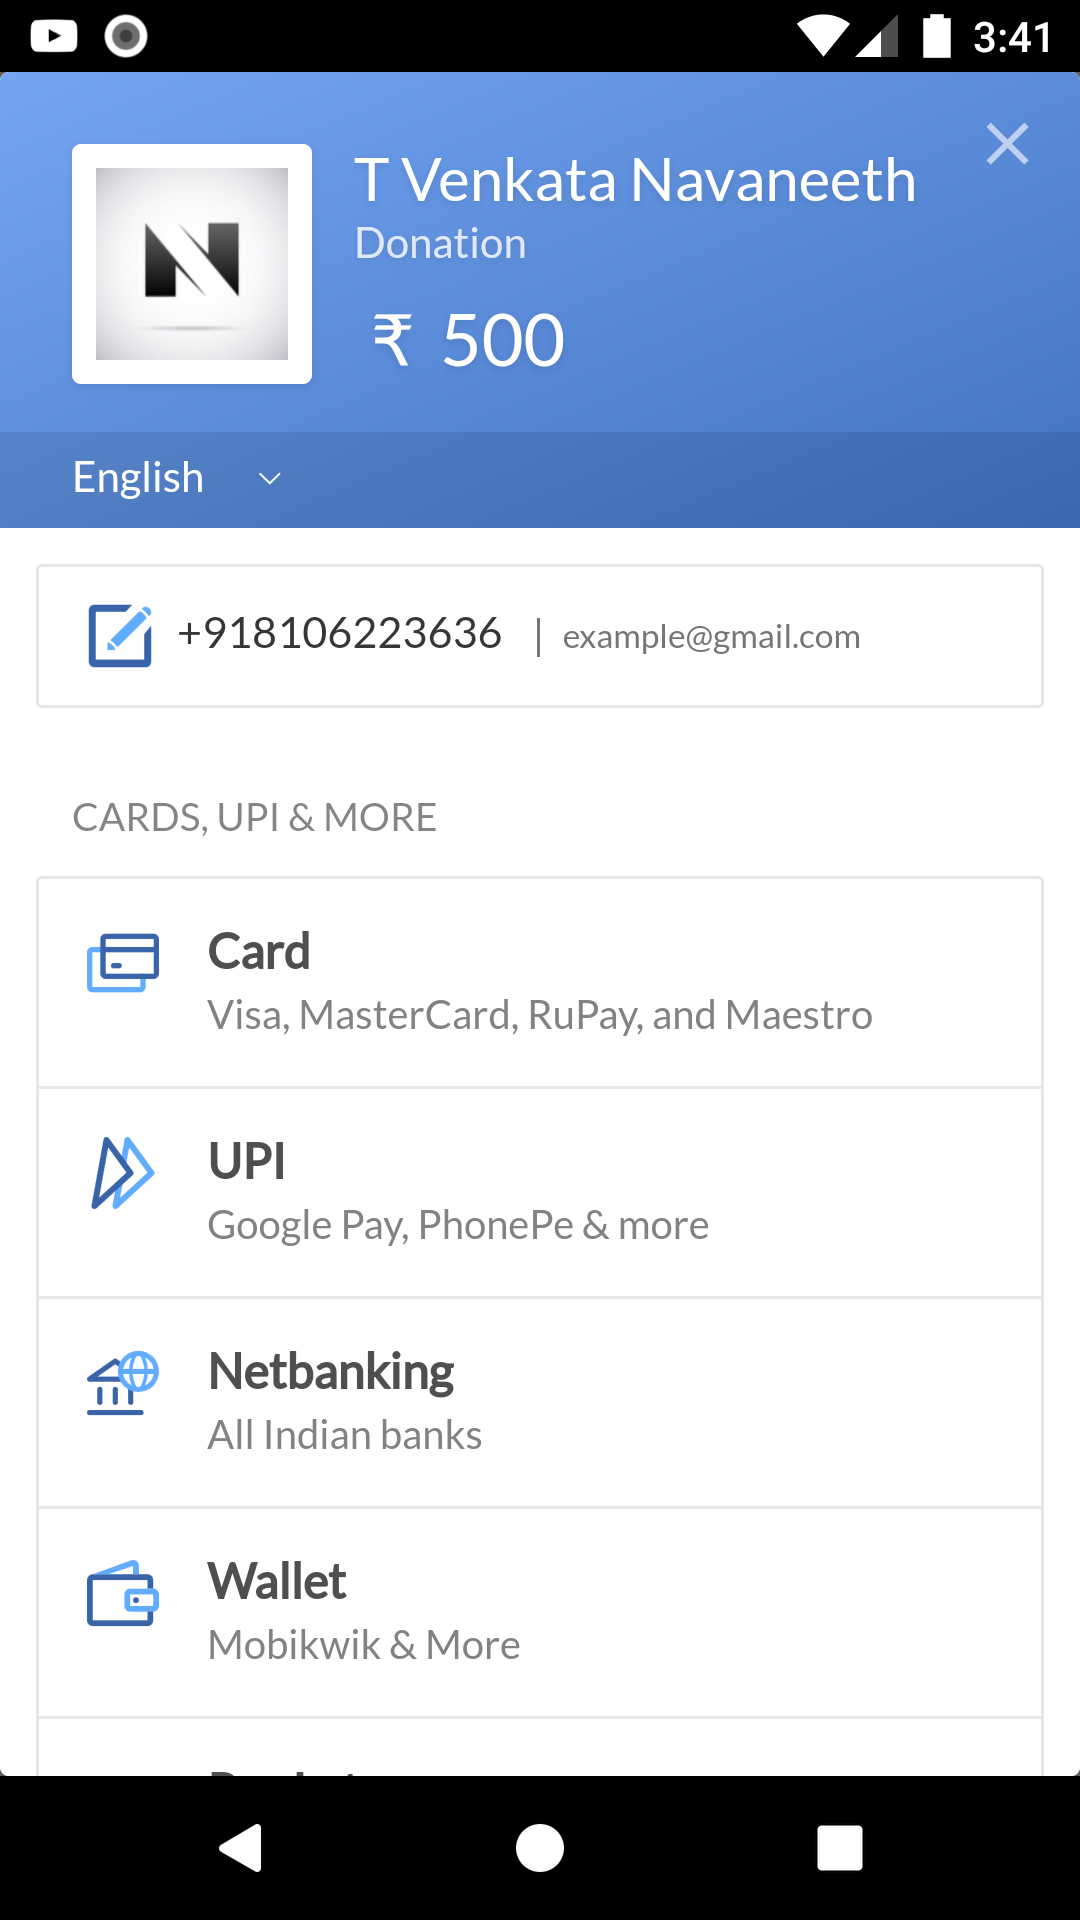 3:41
T Venkata Navaneeth
Donation
₹ 500
English
+918106223636 | example@gmail.com
CARDS, UPI & MORE
Card
Visa, MasterCard, RuPay, and Maestro
UPI
Google Pay, PhonePe & more
Netbanking
All Indian banks
Wallet
Mobikwik & More